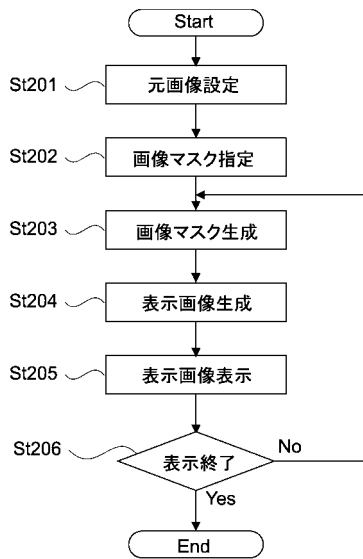 Start
St201 元画像設定
St202 画像マスク指定
St203 画像マスク生成
St204 表示画像生成
St205 表示画像表示
St206 表示終了 No
Yes
End